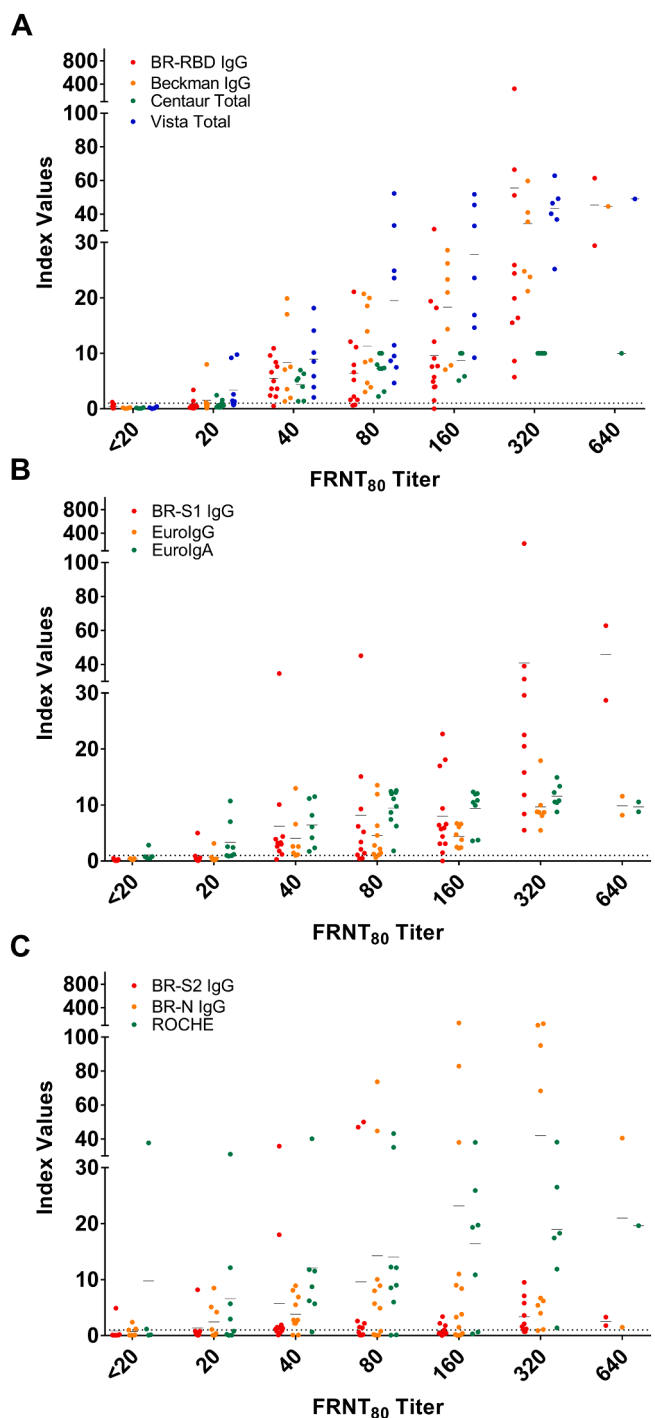 A
800
400
100
80
60
40
30
20
10
0
Index Values
BR-RBD IgG
Beckman IgG
Centaur Total
Vista Total
<20
20
40
80
160
320
640
FRNT80 Titer
B
800
400
100
80
60
40
30
20
10
0
Index Values
BR-S1 IgG
EuroIgG
EuroIgA
<20
20
40
80
160
320
640
FRNT80 Titer
C
800
400
100
80
60
40
30
20
10
0
Index Values
BR-S2 IgG
BR-N IgG
ROCHE
<20
20
40
80
160
320
640
FRNT80 Titer